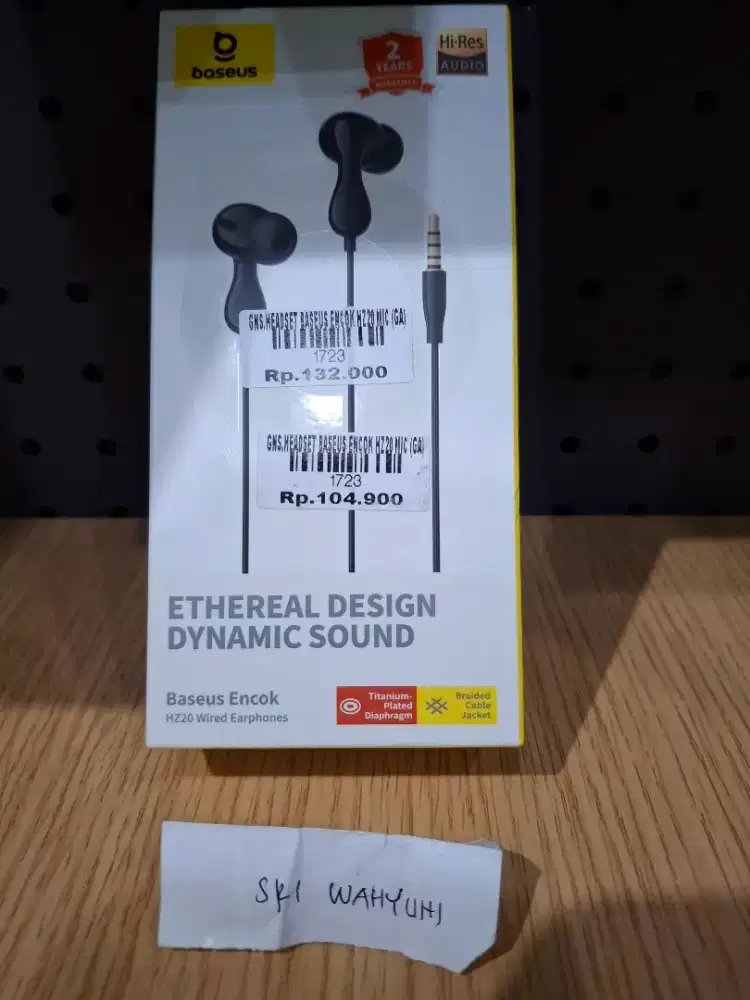 baseus
2
YEARS
WARRANTY
Hi-Res
AUDIO
GNS.HEADSET BASEUS ENCOK HZ20 MIC (GA)
1723
Rp.132.000
GNS.HEADSET BASEUS ENCOK HZ20 MIC (GA)
1723
Rp.104.900
ETHEREAL DESIGN
DYNAMIC SOUND
Baseus Encok
HZ20 Wired Earphones
Titanium-
Plated
Diaphragm
Braided
Cable
Jacket
SRI WAHYUNI